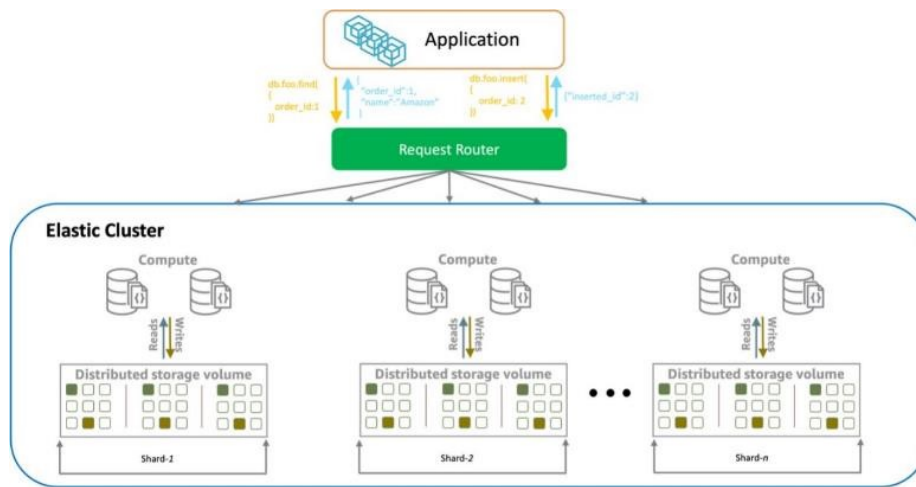 Application
db.foo.find(
{
order_id:1
})
{
"order_id":1,
"name":"Amazon"
}
db.foo.insert(
{
order_id: 2
})
{"inserted_id":2}
Request Router
Elastic Cluster
Compute
{}
{}
Reads
Writes
Distributed storage volume
Shard-1
Compute
{}
{}
Reads
Writes
Distributed storage volume
Shard-2
Compute
{}
{}
Reads
Writes
Distributed storage volume
Shard-n